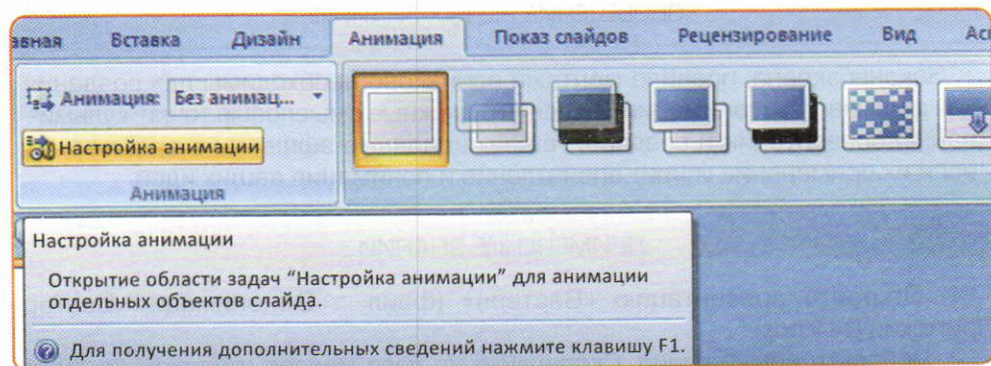 авная Вставка Дизайн Анимация Показ слайдов Рецензирование Вид Ас
Анимация: Без анимац...
Настройка анимации
Анимация
Настройка анимации
Открытие области задач “Настройка анимации” для анимации
отдельных объектов слайда.
Для получения дополнительных сведений нажмите клавишу F1.